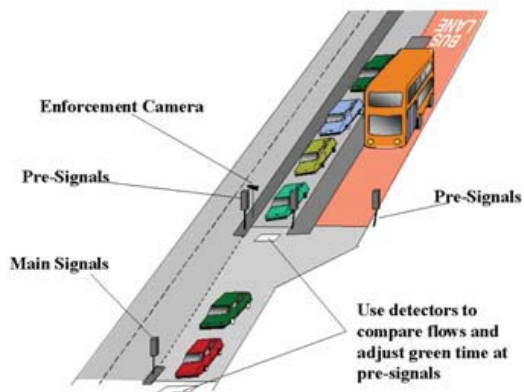 BUS
LANE
Enforcement Camera
Pre-Signals
Pre-Signals
Main Signals
Use detectors to
compare flows and
adjust green time at
pre-signals